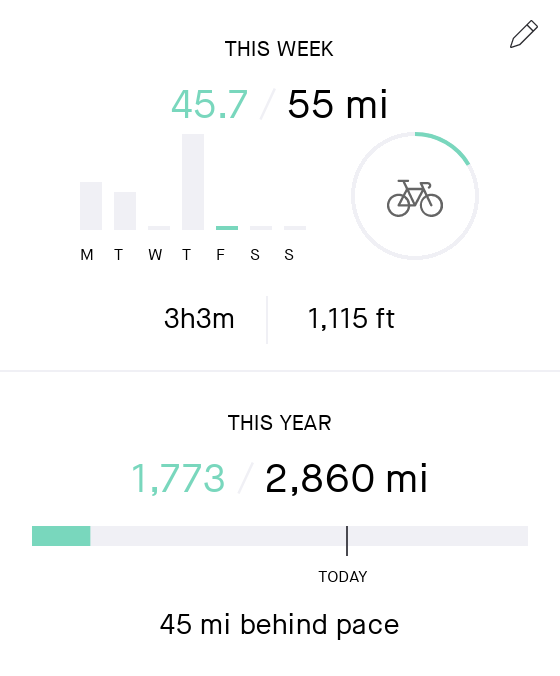 THIS WEEK
45.7 / 55 mi
M T W T F S S
3h3m 1,115 ft
THIS YEAR
1,773 / 2,860 mi
TODAY
45 mi behind pace